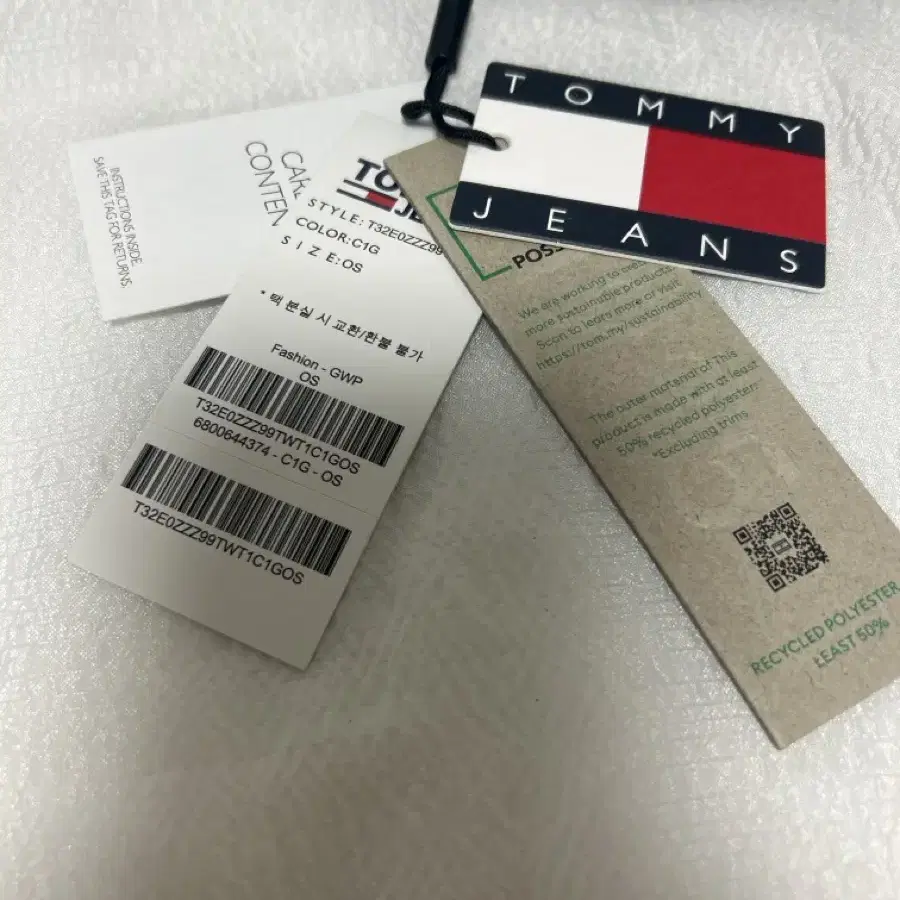 TOMMY
JEANS
INSTRUCTIONS INSIDE.
SAVE THIS TAG FOR RETURNS.
STYLE: T32E0ZZZ99
COLOR:C1G
SIZE:OS
* 택 분실 시 교환/환불 불가
Fashion - GWP
OS
T32E0ZZZ99TWT1C1GOS
6800644374 - C1G - OS
T32E0ZZZ99TWT1C1GOS
We are working to create
more sustainable products.
Scan to learn more or visit
https://tom.my/sustainability
The outer material of This
product is made with at least
50% recycled polyester*
*Excluding trims
RECYCLED POLYESTER
LEAST 50%